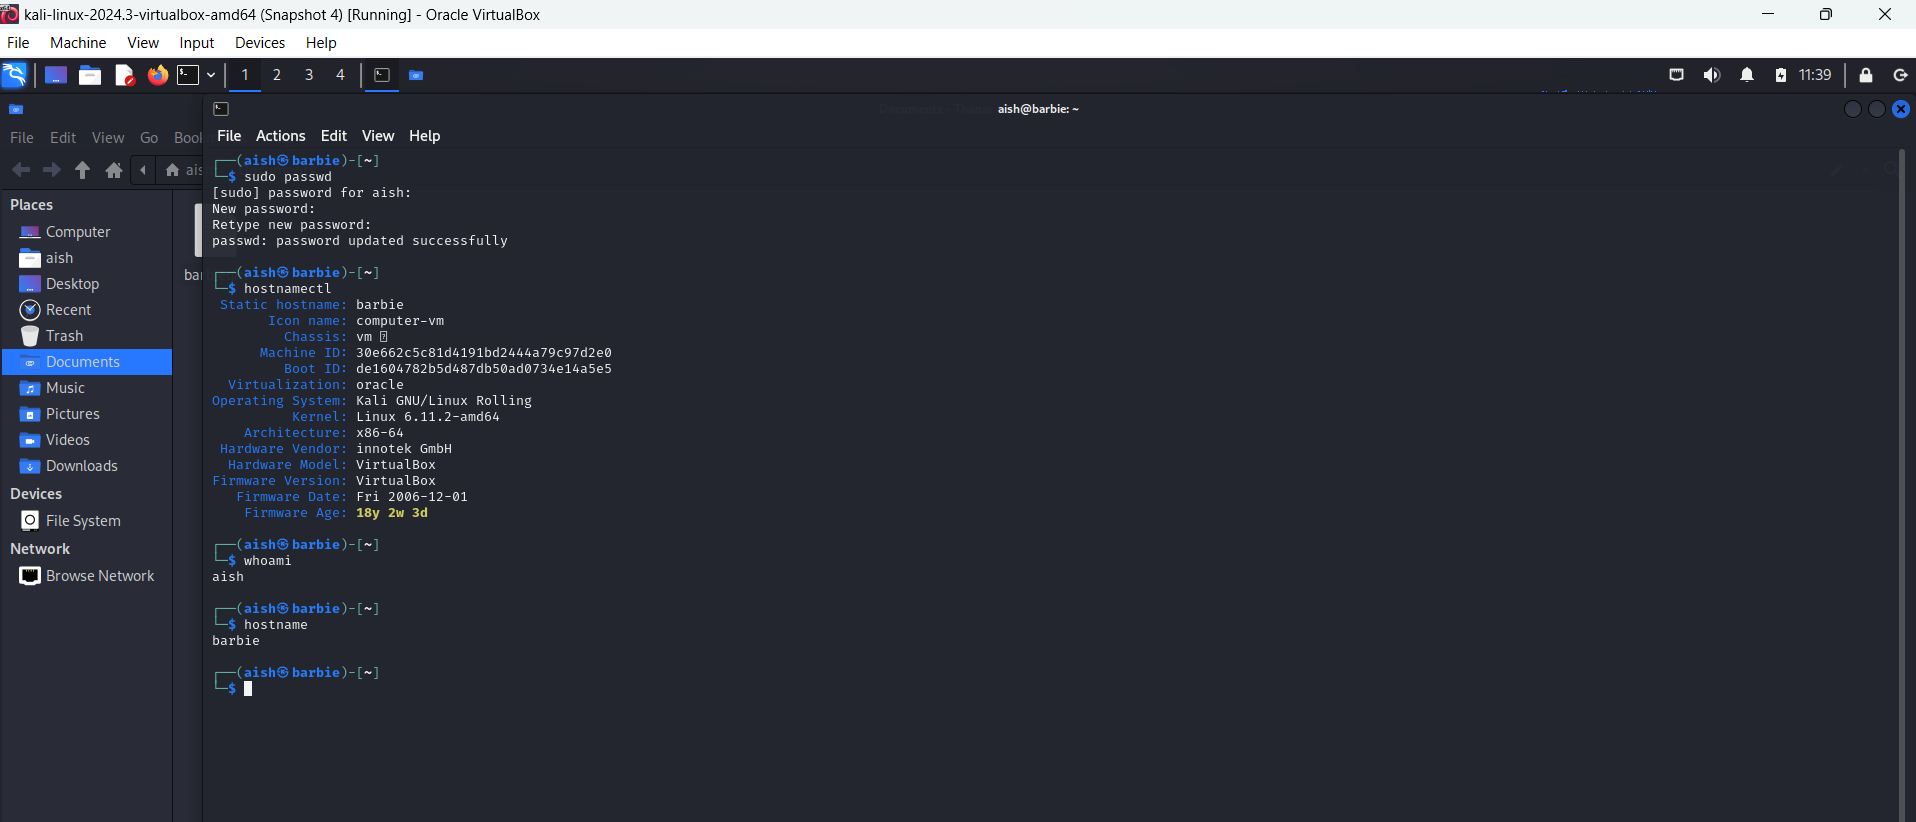 kali-linux-2024.3-virtualbox-amd64 (Snapshot 4) [Running] - Oracle VirtualBox
File Machine View Input Devices Help
1 2 3 4 11:39
aish@barbie: ~
File Edit View Go
File Actions Edit View Help
Places
Computer
aish
Desktop
Recent
Trash
Documents
Music
Pictures
Videos
Downloads
Devices
File System
Network
Browse Network
┌──(aish㉿barbie)-[~]
└─$ sudo passwd
[sudo] password for aish:
New password:
Retype new password:
passwd: password updated successfully
┌──(aish㉿barbie)-[~]
└─$ hostnamectl
Static hostname: barbie
Icon name: computer-vm
Chassis: vm
Machine ID: 30e662c5c81d4191bd2444a79c97d2e0
Boot ID: de1604782b5d487db50ad0734e14a5e5
Virtualization: oracle
Operating System: Kali GNU/Linux Rolling
Kernel: Linux 6.11.2-amd64
Architecture: x86-64
Hardware Vendor: innotek GmbH
Hardware Model: VirtualBox
Firmware Version: VirtualBox
Firmware Date: Fri 2006-12-01
Firmware Age: 18y 2w 3d
┌──(aish㉿barbie)-[~]
└─$ whoami
aish
┌──(aish㉿barbie)-[~]
└─$ hostname
barbie
┌──(aish㉿barbie)-[~]
└─$